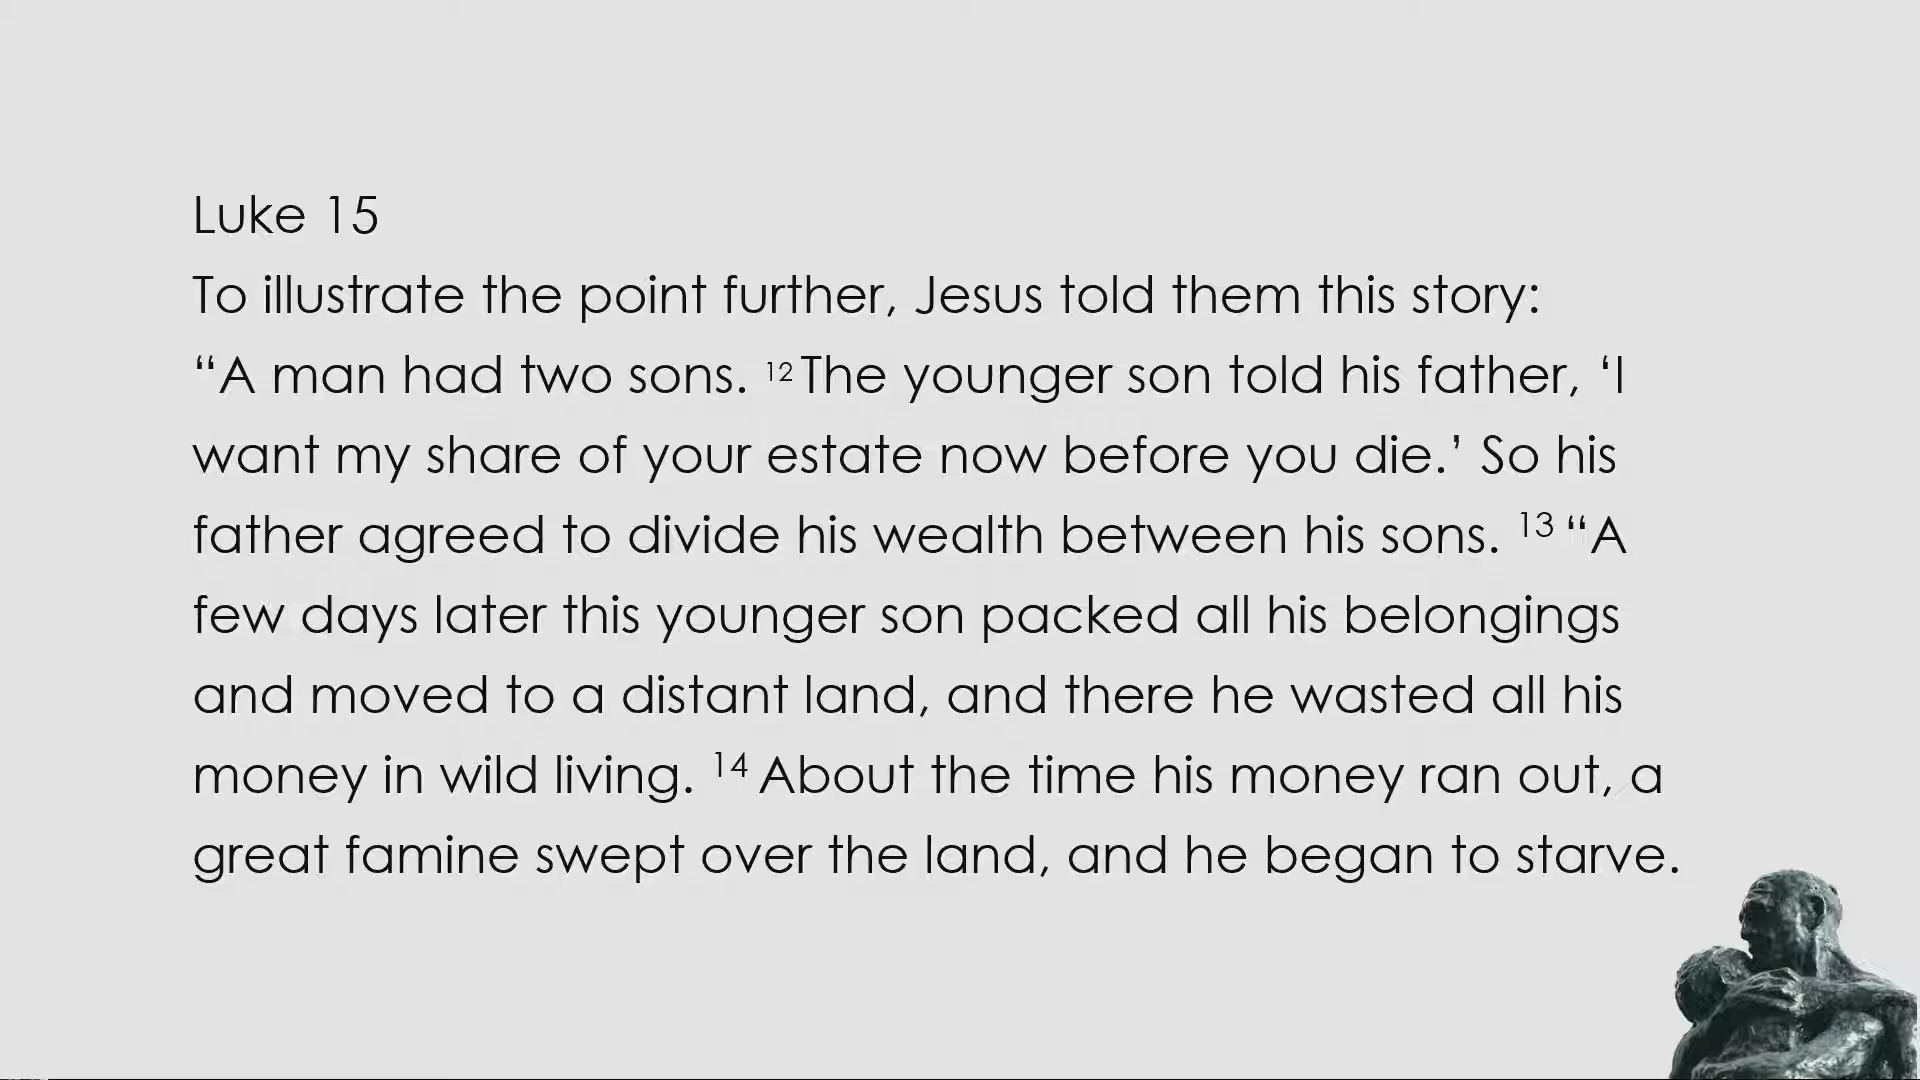 Luke 15
To illustrate the point further, Jesus told them this story:
“A man had two sons. 12 The younger son told his father, ‘I
want my share of your estate now before you die.’ So his
father agreed to divide his wealth between his sons. 13 “A
few days later this younger son packed all his belongings
and moved to a distant land, and there he wasted all his
money in wild living. 14 About the time his money ran out, a
great famine swept over the land, and he began to starve.